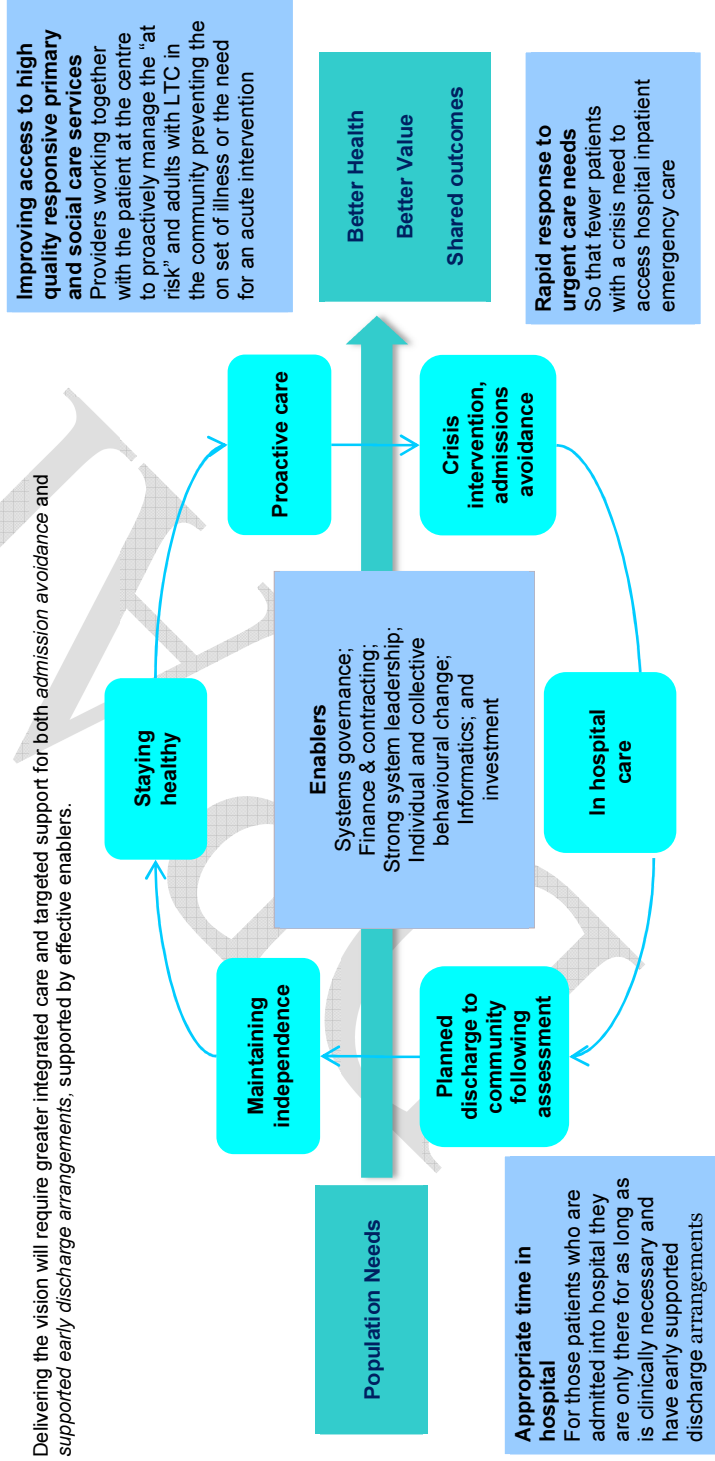 Delivering the vision will require greater integrated care and targeted support for both admission avoidance and
supported early discharge arrangements, supported by effective enablers.
Improving access to high
quality responsive primary
and social care services
Providers working together
with the patient at the centre
to proactively manage the “at
risk” and adults with LTC in
the community preventing the
on set of illness or the need
for an acute intervention
Staying
healthy
Maintaining
independence
Proactive care
Population Needs
Enablers
Systems governance;
Finance & contracting;
Strong system leadership;
Individual and collective
behavioural change;
Informatics; and
investment
Better Health
Better Value
Shared outcomes
Planned
discharge to
community
following
assessment
Crisis
intervention,
admissions
avoidance
In hospital
care
Appropriate time in
hospital
For those patients who are
admitted into hospital they
are only there for as long as
is clinically necessary and
have early supported
discharge arrangements
Rapid response to
urgent care needs
So that fewer patients
with a crisis need to
access hospital inpatient
emergency care